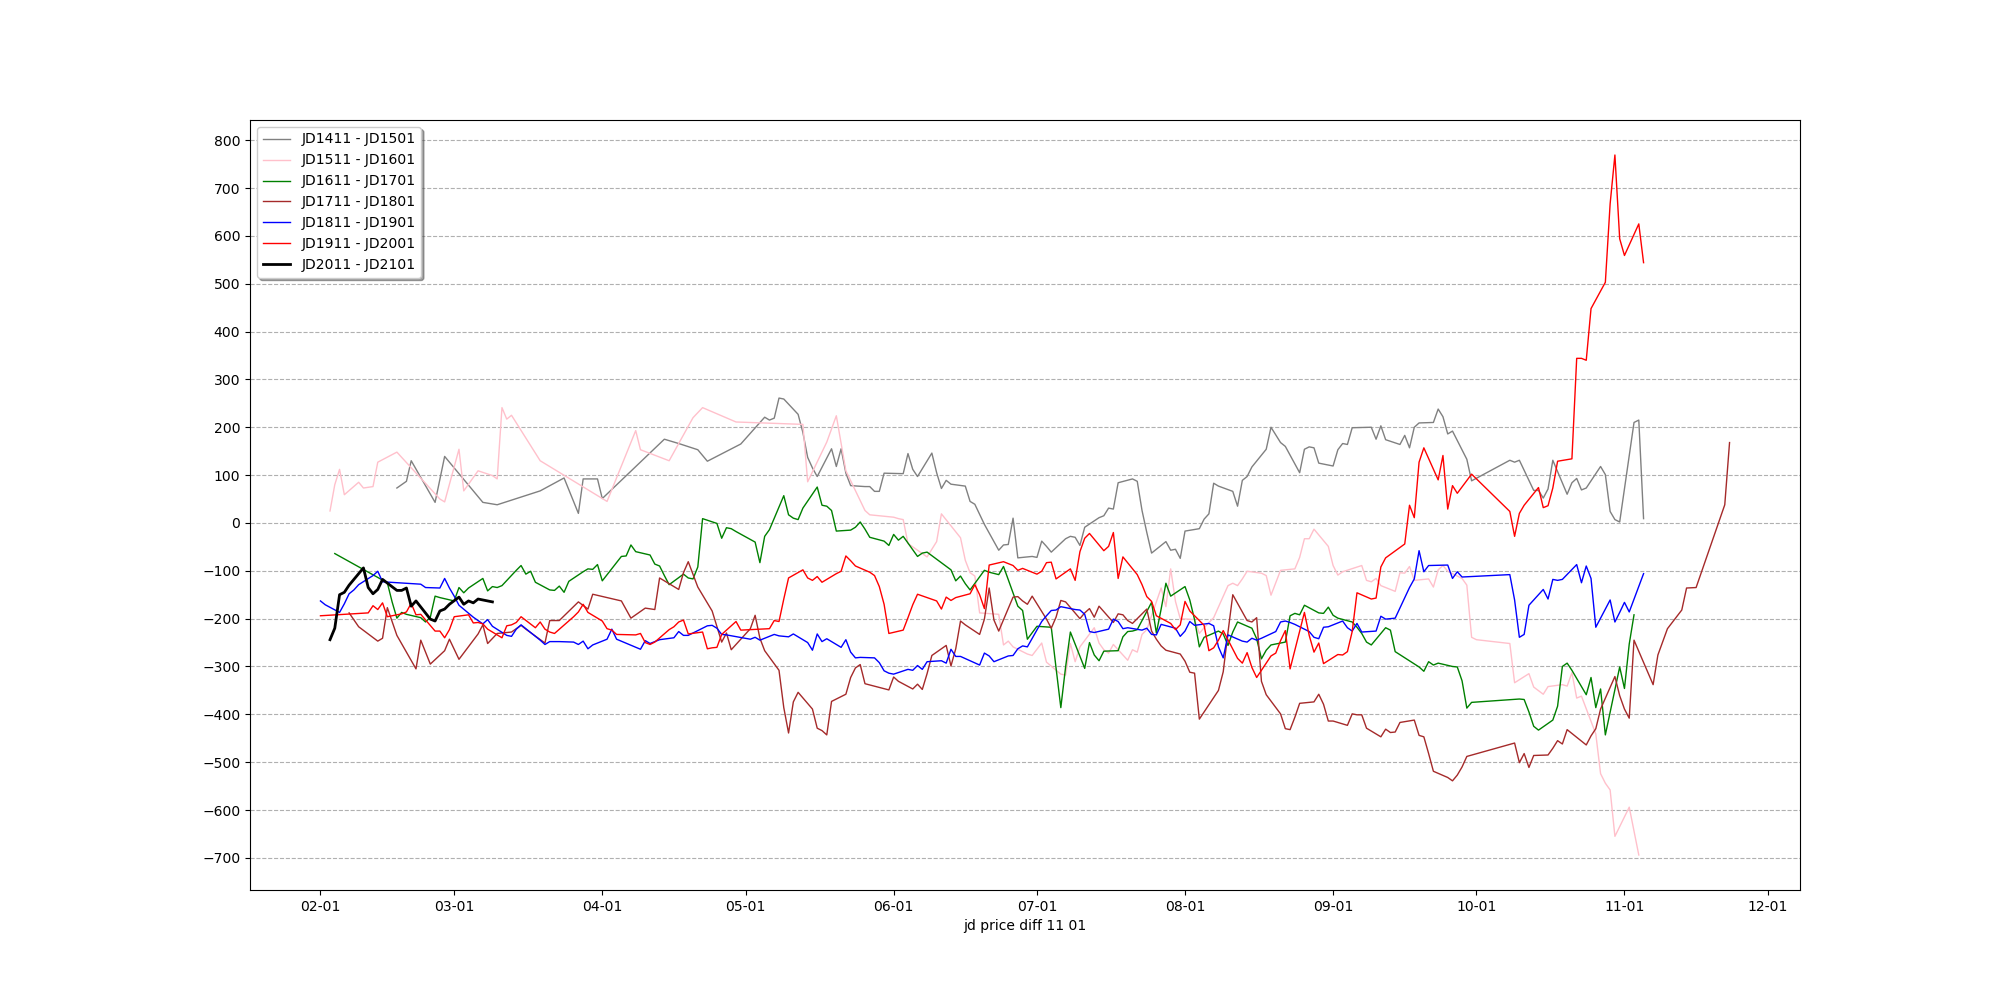 JD1411 - JD1501
JD1511 - JD1601
JD1611 - JD1701
JD1711 - JD1801
JD1811 - JD1901
JD1911 - JD2001
JD2011 - JD2101
800
700
600
500
400
300
200
100
0
−100
−200
−300
−400
−500
−600
−700
02-01 03-01 04-01 05-01 06-01 07-01 08-01 09-01 10-01 11-01 12-01
jd price diff 11 01